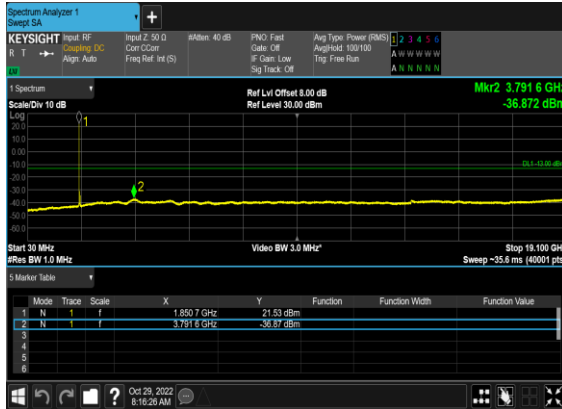 Spectrum Analyzer 1
Swept SA
+
KEYSIGHT Input: RF Input Z: 50 Ω #Atten: 40 dB PNO: Fast Avg Type: Power (RMS) 1 2 3 4 5 6
R T Coupling: DC Corr CCorr Gate: Off Avg|Hold: 100/100 A W W W W W
Align: Auto Freq Ref: Int (S) IF Gain: Low Trig: Free Run
LU Sig Track: Off A N N N N N
1 Spectrum Ref Lvl Offset 8.00 dB Mkr2 3.791 6 GHz
Scale/Div 10 dB Ref Level 30.00 dBm -36.872 dBm
Log
20.0 1
10.0
0.00
-10.0 DL1 -13.00 dBm
-20.0
-30.0 2
-40.0
-50.0
-60.0
Start 30 MHz Video BW 3.0 MHz* Stop 19.100 GHz
#Res BW 1.0 MHz Sweep ~35.6 ms (40001 pts)
5 Marker Table
Mode Trace Scale X Y Function Function Width Function Value
1 N 1 f 1.850 7 GHz 21.53 dBm
2 N 1 f 3.791 6 GHz -36.87 dBm
3
4
5
6
? Oct 29, 2022
8:16:26 AM